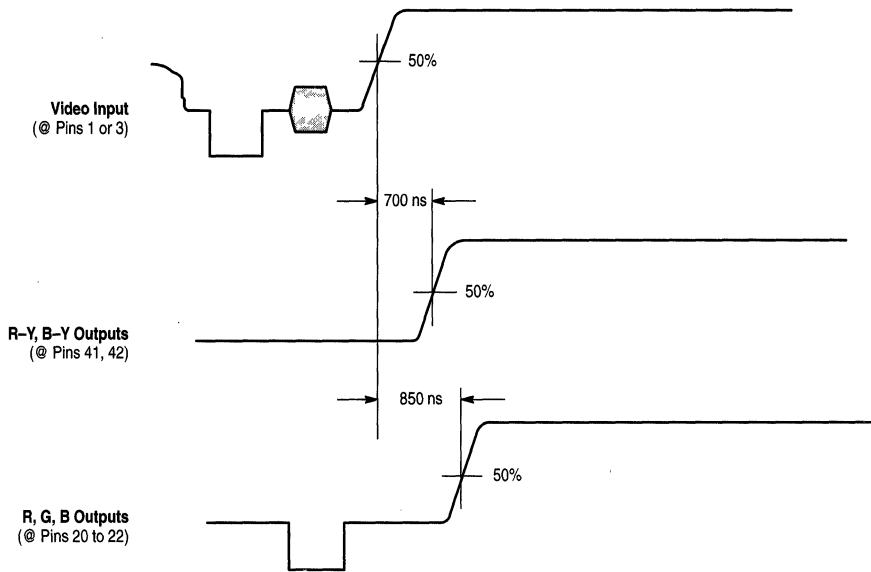 50%
Video Input
(@ Pins 1 or 3)
700 ns
50%
R–Y, B–Y Outputs
(@ Pins 41, 42)
850 ns
50%
R, G, B Outputs
(@ Pins 20 to 22)